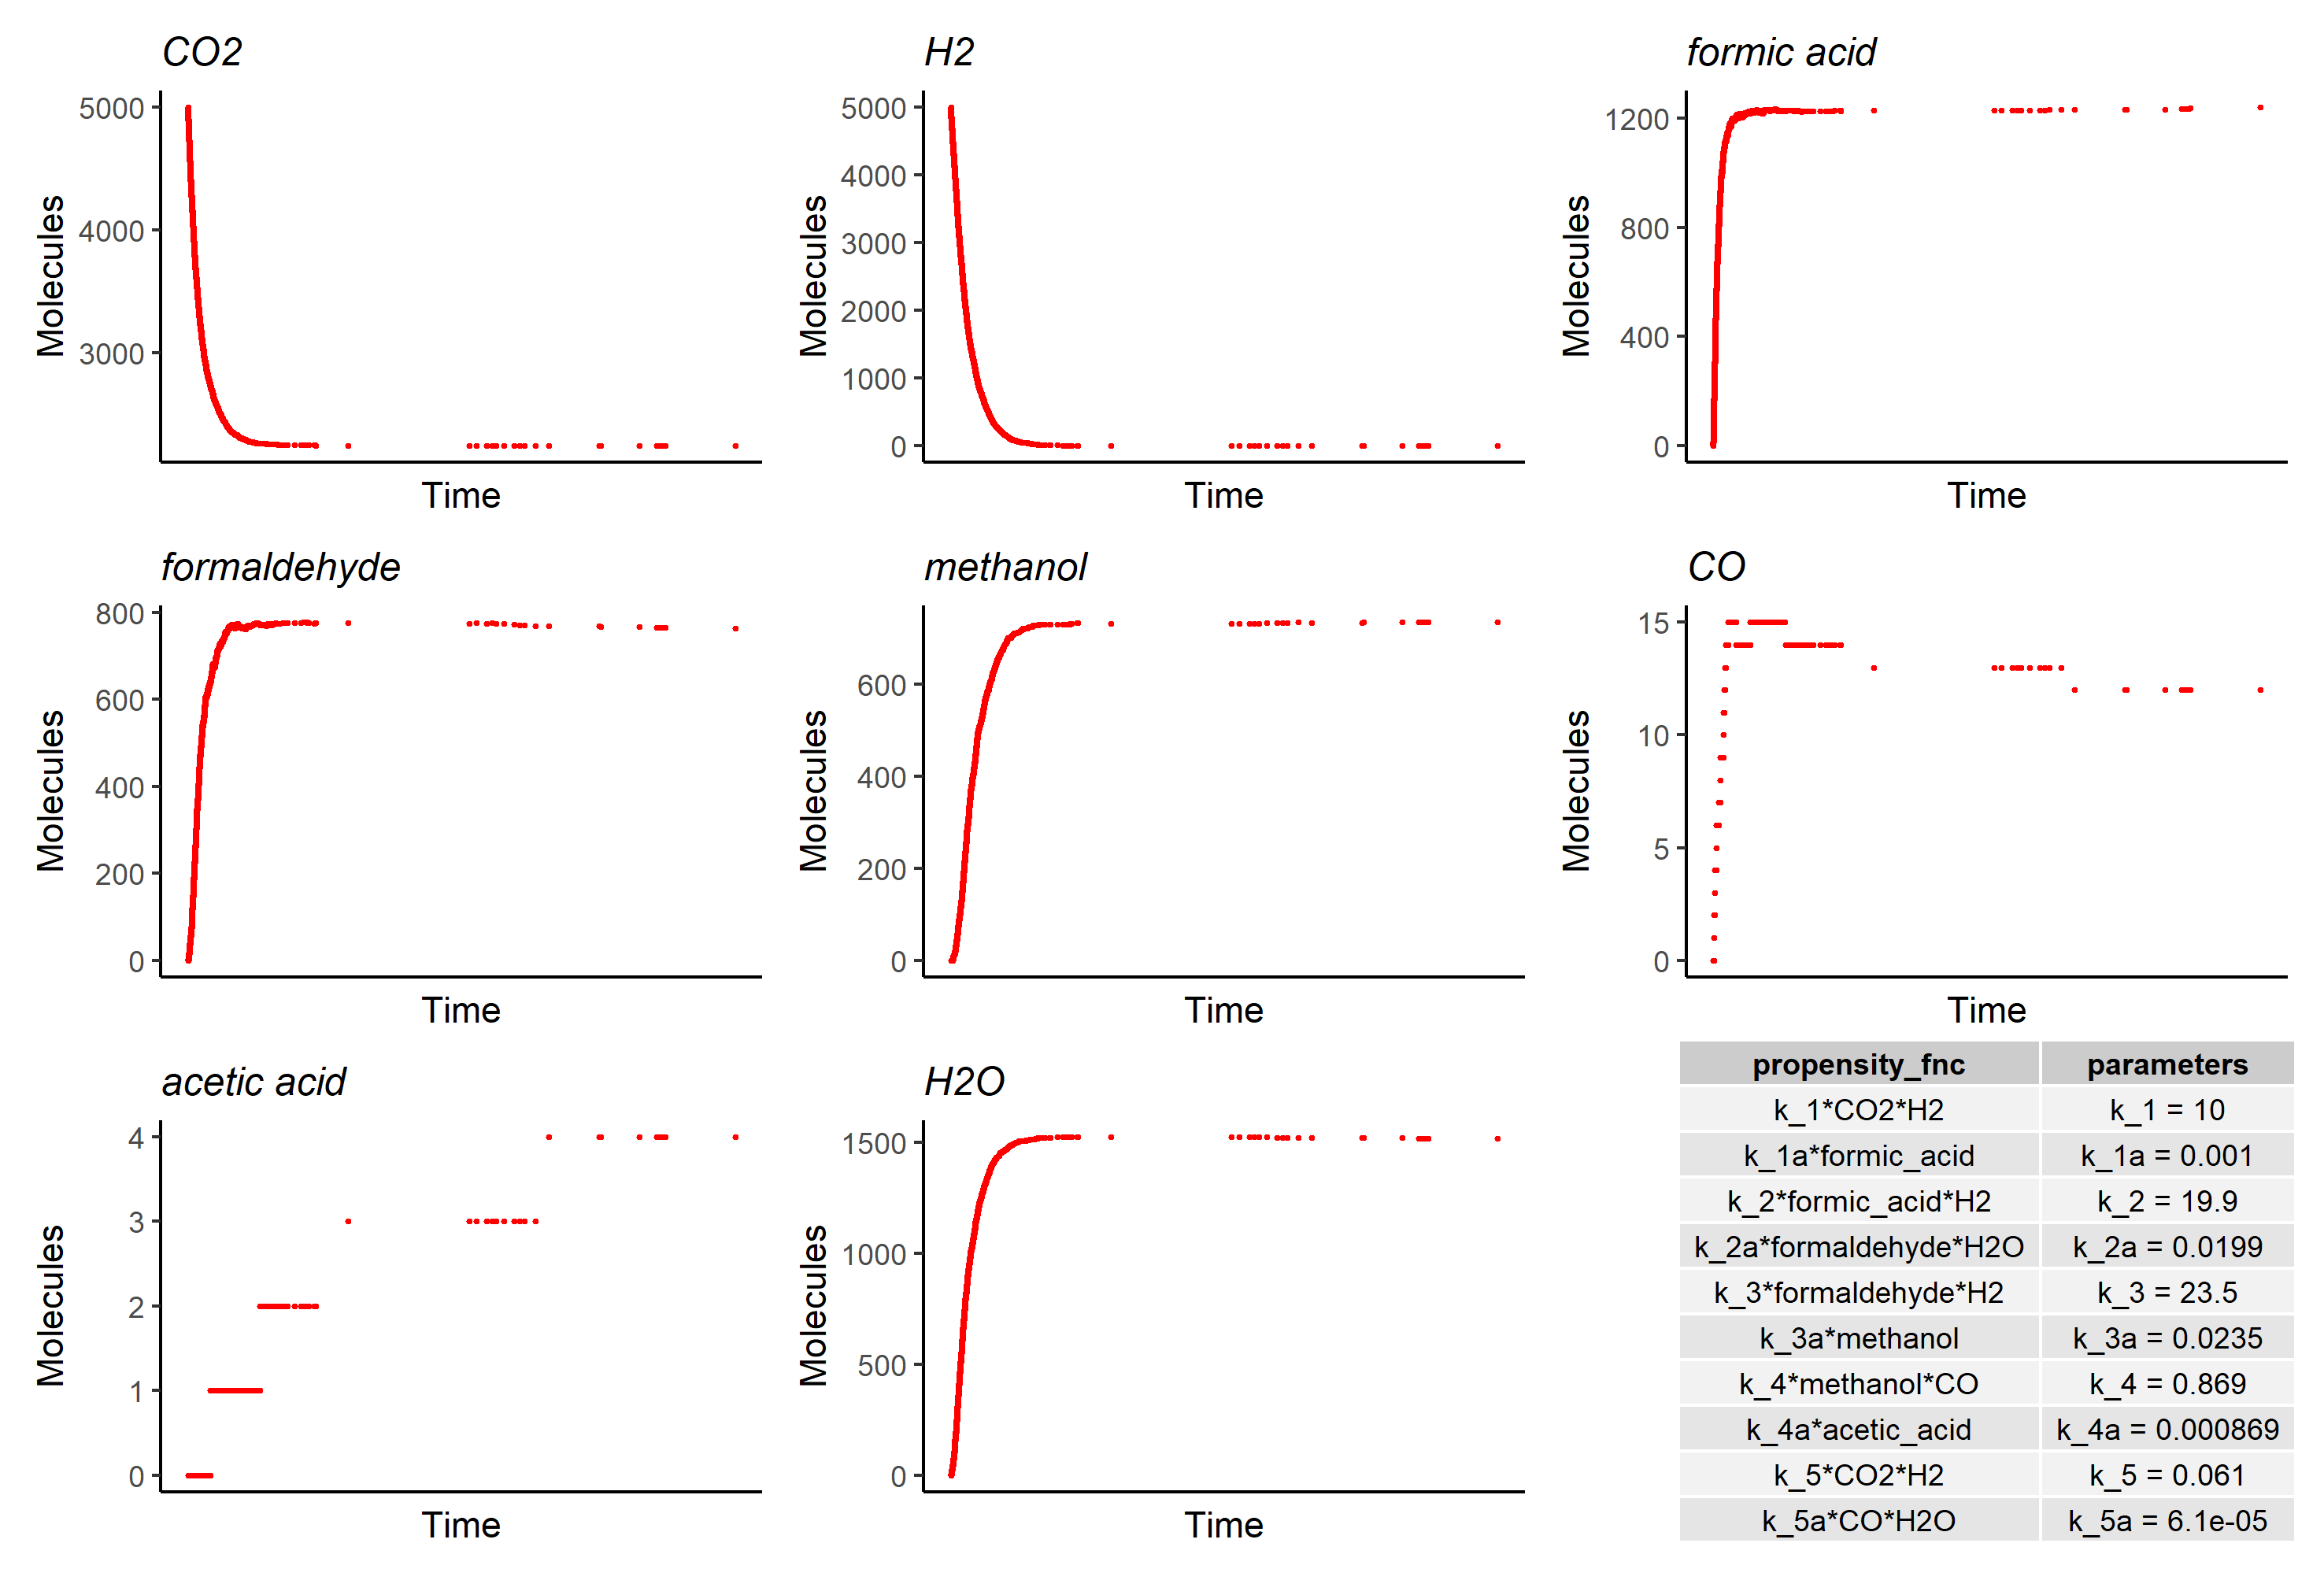 CO2
5000
4000
3000
Molecules
Time
H2
5000
4000
3000
2000
1000
0
Molecules
Time
formic acid
1200
800
400
0
Molecules
Time
formaldehyde
800
600
400
200
0
Molecules
Time
methanol
600
400
200
0
Molecules
Time
CO
15
10
5
0
Molecules
Time
acetic acid
4
3
2
1
0
Molecules
Time
H2O
1500
1000
500
0
Molecules
Time
propensity_fnc parameters
k_1*CO2*H2 k_1 = 10
k_1a*formic_acid k_1a = 0.001
k_2*formic_acid*H2 k_2 = 19.9
k_2a*formaldehyde*H2O k_2a = 0.0199
k_3*formaldehyde*H2 k_3 = 23.5
k_3a*methanol k_3a = 0.0235
k_4*methanol*CO k_4 = 0.869
k_4a*acetic_acid k_4a = 0.000869
k_5*CO2*H2 k_5 = 0.061
k_5a*CO*H2O k_5a = 6.1e-05